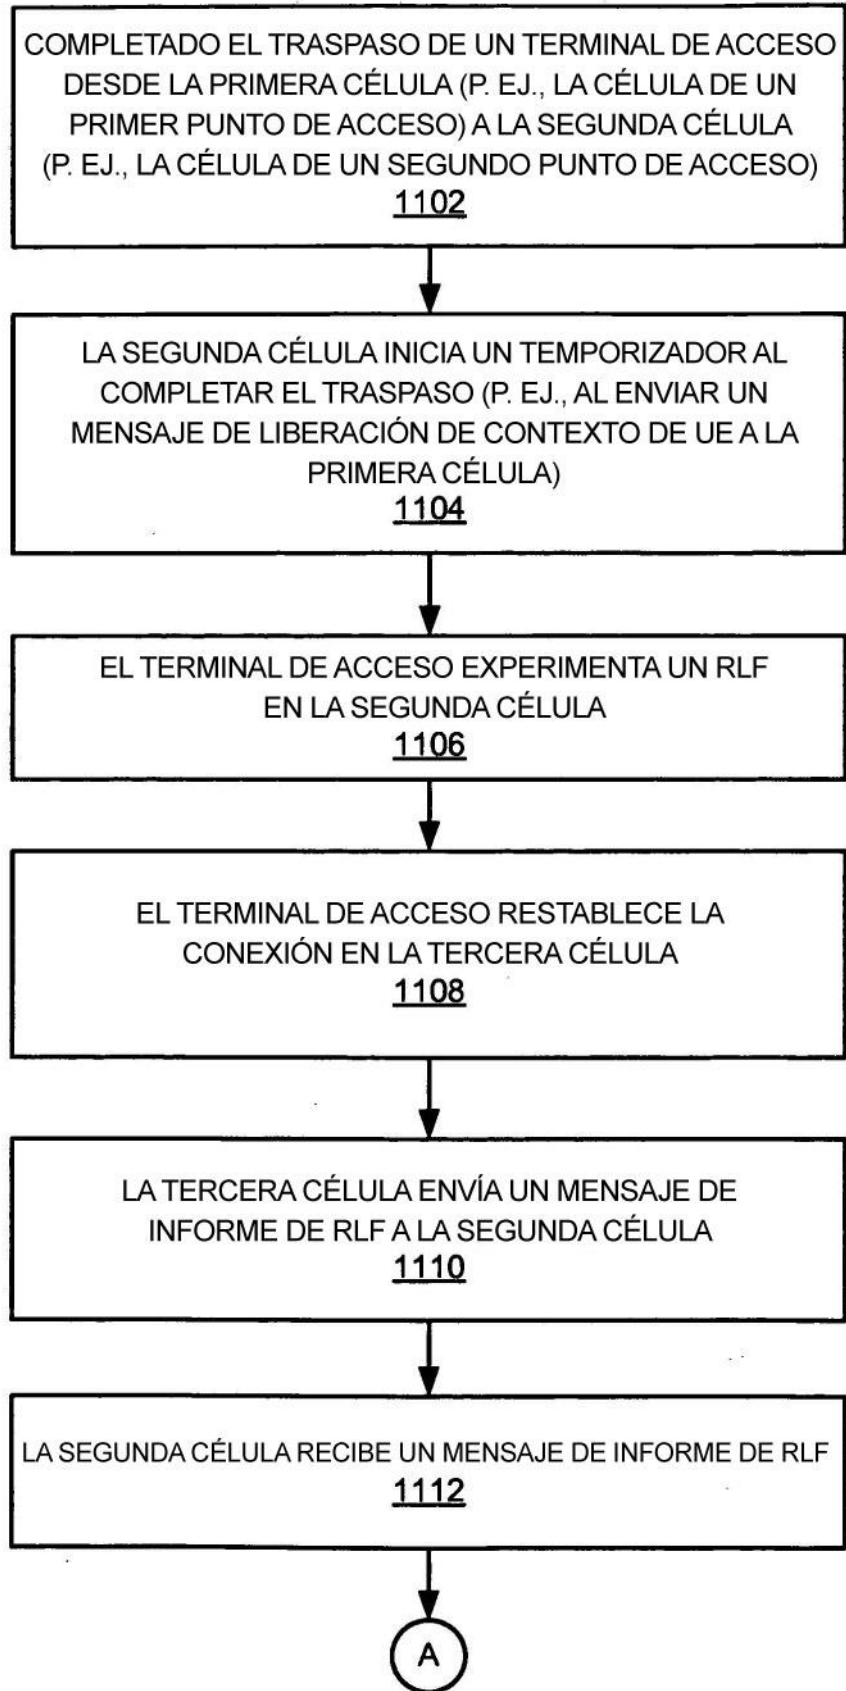 COMPLETADO EL TRASPASO DE UN TERMINAL DE ACCESO
DESDE LA PRIMERA CÉLULA (P. EJ., LA CÉLULA DE UN
PRIMER PUNTO DE ACCESO) A LA SEGUNDA CÉLULA
(P. EJ., LA CÉLULA DE UN SEGUNDO PUNTO DE ACCESO)
1102
LA SEGUNDA CÉLULA INICIA UN TEMPORIZADOR AL
COMPLETAR EL TRASPASO (P. EJ., AL ENVIAR UN
MENSAJE DE LIBERACIÓN DE CONTEXTO DE UE A LA
PRIMERA CÉLULA)
1104
EL TERMINAL DE ACCESO EXPERIMENTA UN RLF
EN LA SEGUNDA CÉLULA
1106
EL TERMINAL DE ACCESO RESTABLECE LA
CONEXIÓN EN LA TERCERA CÉLULA
1108
LA TERCERA CÉLULA ENVÍA UN MENSAJE DE
INFORME DE RLF A LA SEGUNDA CÉLULA
1110
LA SEGUNDA CÉLULA RECIBE UN MENSAJE DE INFORME DE RLF
1112
A